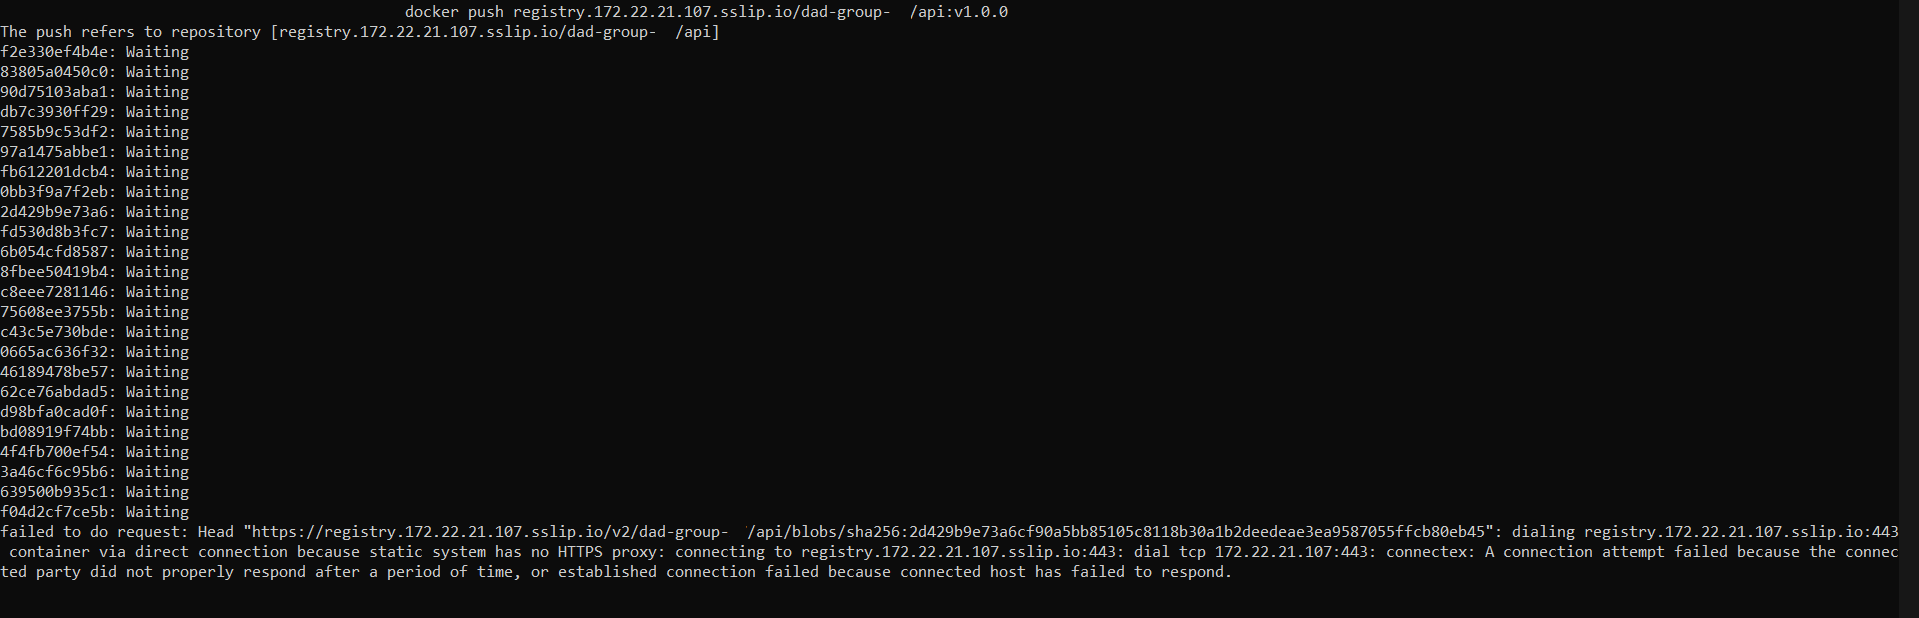 docker push registry.172.22.21.107.sslip.io/dad-group-  /api:v1.0.0
The push refers to repository [registry.172.22.21.107.sslip.io/dad-group-  /api]
f2e330ef4b4e: Waiting
83805a0450c0: Waiting
90d75103aba1: Waiting
db7c3930ff29: Waiting
7585b9c53df2: Waiting
97a1475abbe1: Waiting
fb612201dcb4: Waiting
0bb3f9a7f2eb: Waiting
2d429b9e73a6: Waiting
fd530d8b3fc7: Waiting
6b054cfd8587: Waiting
8fbee50419b4: Waiting
c8eee7281146: Waiting
75608ee3755b: Waiting
c43c5e730bde: Waiting
0665ac636f32: Waiting
46189478be57: Waiting
62ce76abdad5: Waiting
d98bfa0cad0f: Waiting
bd08919f74bb: Waiting
4f4fb700ef54: Waiting
3a46cf6c95b6: Waiting
639500b935c1: Waiting
f04d2cf7ce5b: Waiting
failed to do request: Head "https://registry.172.22.21.107.sslip.io/v2/dad-group-  /api/blobs/sha256:2d429b9e73a6cf90a5bb85105c8118b30a1b2deedeae3ea9587055ffcb80eb45": dialing registry.172.22.21.107.sslip.io:443
container via direct connection because static system has no HTTPS proxy: connecting to registry.172.22.21.107.sslip.io:443: dial tcp 172.22.21.107:443: connectex: A connection attempt failed because the connec
ted party did not properly respond after a period of time, or established connection failed because connected host has failed to respond.